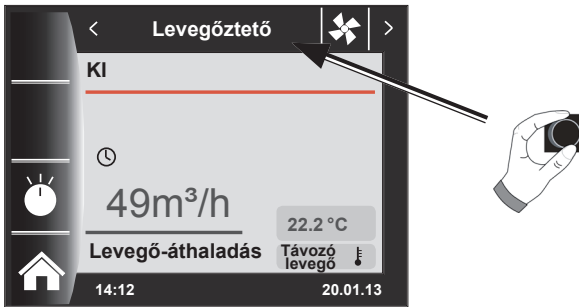 Levegőztető
KI
49m³/h
22.2 °C
Levegő-áthaladás
Távozó
levegő
14:12 20.01.13